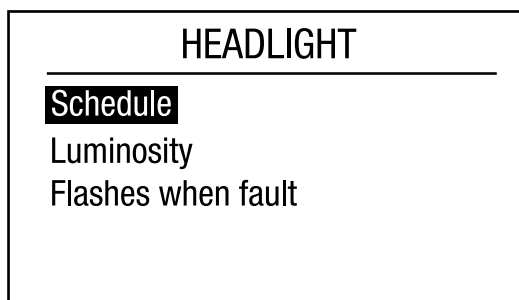 HEADLIGHT
Schedule
Luminosity
Flashes when fault